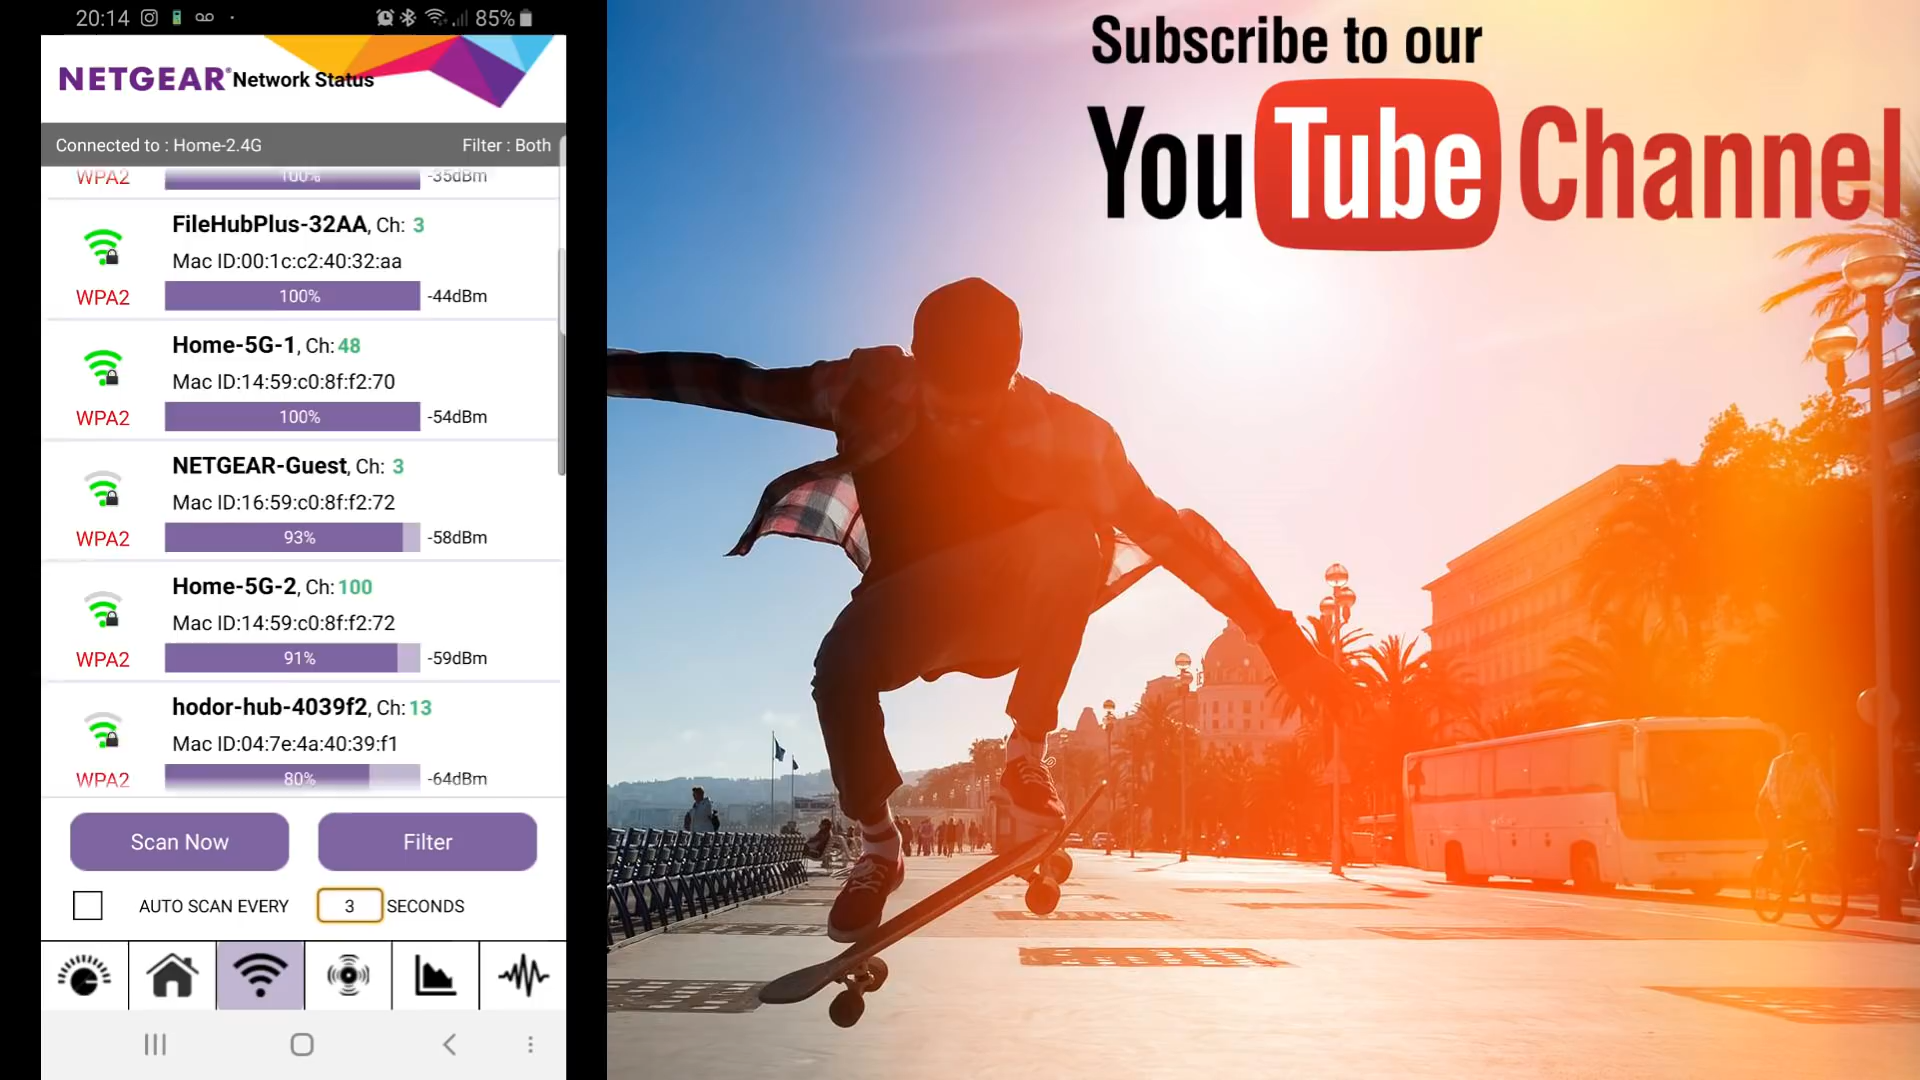 20:14
85%
NETGEAR® Network Status
Connected to : Home-2.4G
Filter : Both
WPA2 100% -35dBm
FileHubPlus-32AA, Ch: 3
Mac ID:00:1c:c2:40:32:aa
WPA2 100% -44dBm
Home-5G-1, Ch:48
Mac ID:14:59:c0:8f:f2:70
WPA2 100% -54dBm
NETGEAR-Guest, Ch: 3
Mac ID:16:59:c0:8f:f2:72
WPA2 93% -58dBm
Home-5G-2, Ch:100
Mac ID:14:59:c0:8f:f2:72
WPA2 91% -59dBm
hodor-hub-4039f2, Ch:13
Mac ID:04:7e:4a:40:39:f1
WPA2 80% -64dBm
Scan Now
Filter
AUTO SCAN EVERY 3 SECONDS
Subscribe to our
YouTube Channel